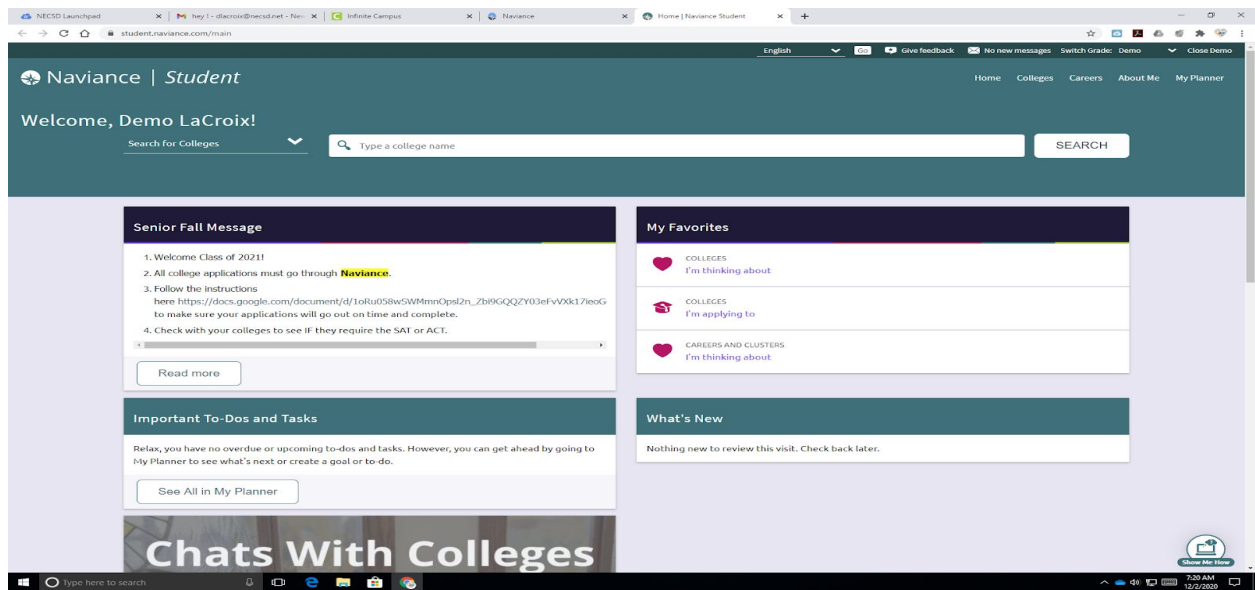 NECSD Launchpad
hey ! - dlacroix@necsd.net - Nev
Infinite Campus
Naviance
Home | Naviance Student
student.naviance.com/main
English Go Give feedback No new messages Switch Grade: Demo Close Demo
Naviance | Student
Home Colleges Careers About Me My Planner
Welcome, Demo LaCroix!
Search for Colleges
Type a college name
SEARCH
Senior Fall Message
1. Welcome Class of 2021!
2. All college applications must go through Naviance.
3. Follow the instructions
here https://docs.google.com/document/d/1oRu058wSWMmnOpsl2n_Zbi9GQQZY03eFvVXk17ieoG
to make sure your applications will go out on time and complete.
4. Check with your colleges to see IF they require the SAT or ACT.
Read more
My Favorites
COLLEGES
I'm thinking about
COLLEGES
I'm applying to
CAREERS AND CLUSTERS
I'm thinking about
Important To-Dos and Tasks
Relax, you have no overdue or upcoming to-dos and tasks. However, you can get ahead by going to
My Planner to see what's next or create a goal or to-do.
See All in My Planner
What's New
Nothing new to review this visit. Check back later.
Chats With Colleges
Show Me How
Type here to search
7:20 AM
12/2/2020